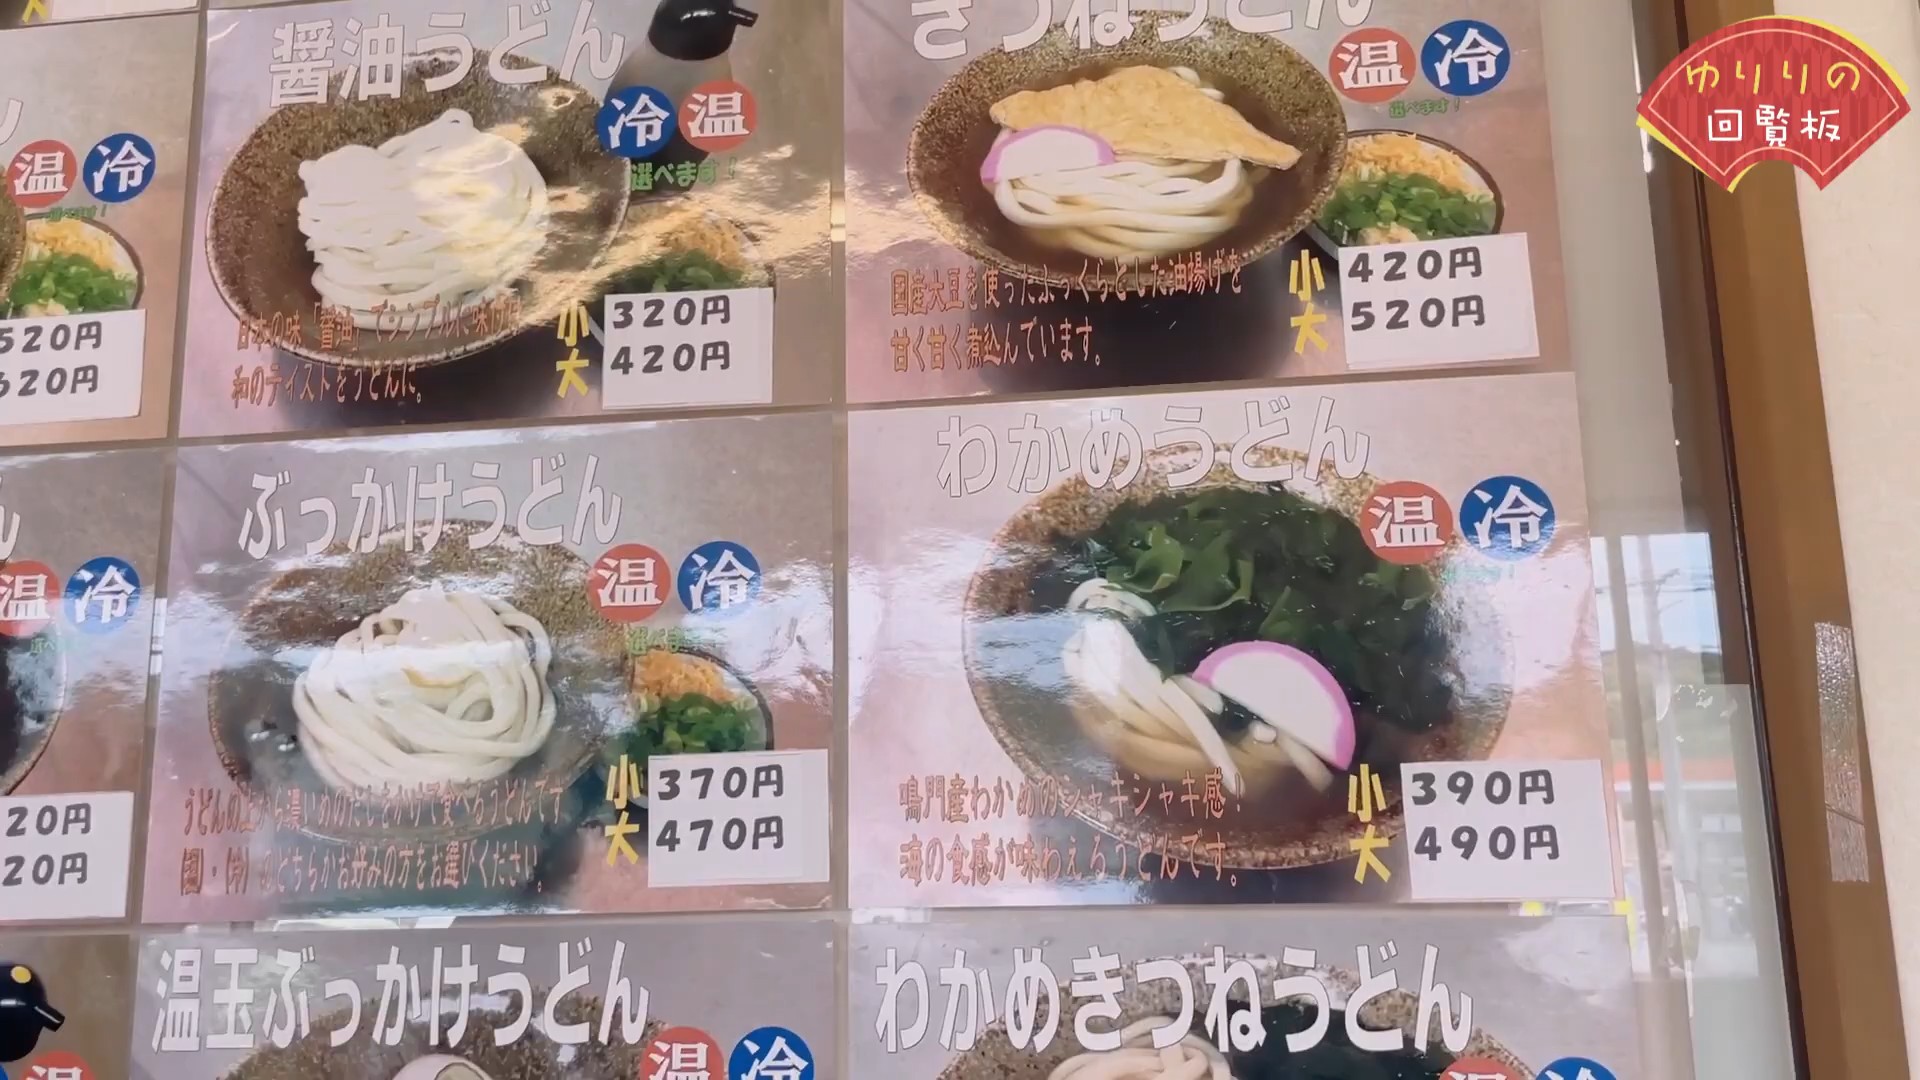 醤油うどん
冷 温
選べます！
日本の味「醤油」でシンプルに味付け
和のテイストをうどんに。
小 320円
大 420円
きつねうどん
温 冷
選べます！
国産大豆を使ったふっくらとした油揚げを
甘く甘く煮込んでいます。
小 420円
大 520円
ゆりりの
回覧板
ん
温 冷
選べます！
520円
620円
ぶっかけうどん
温 冷
選べます
うどんの上から濃いめのだしをかけて食べるうどんです
のどちらかお好みの方をお選びください。
小 370円
大 470円
わかめうどん
温 冷
鳴門産わかめのシャキシャキ感！
海の食感が味わえるうどんです。
小 390円
大 490円
ん
温 冷
20円
20円
温玉ぶっかけうどん
温 冷
わかめきつねうどん
温 冷
温